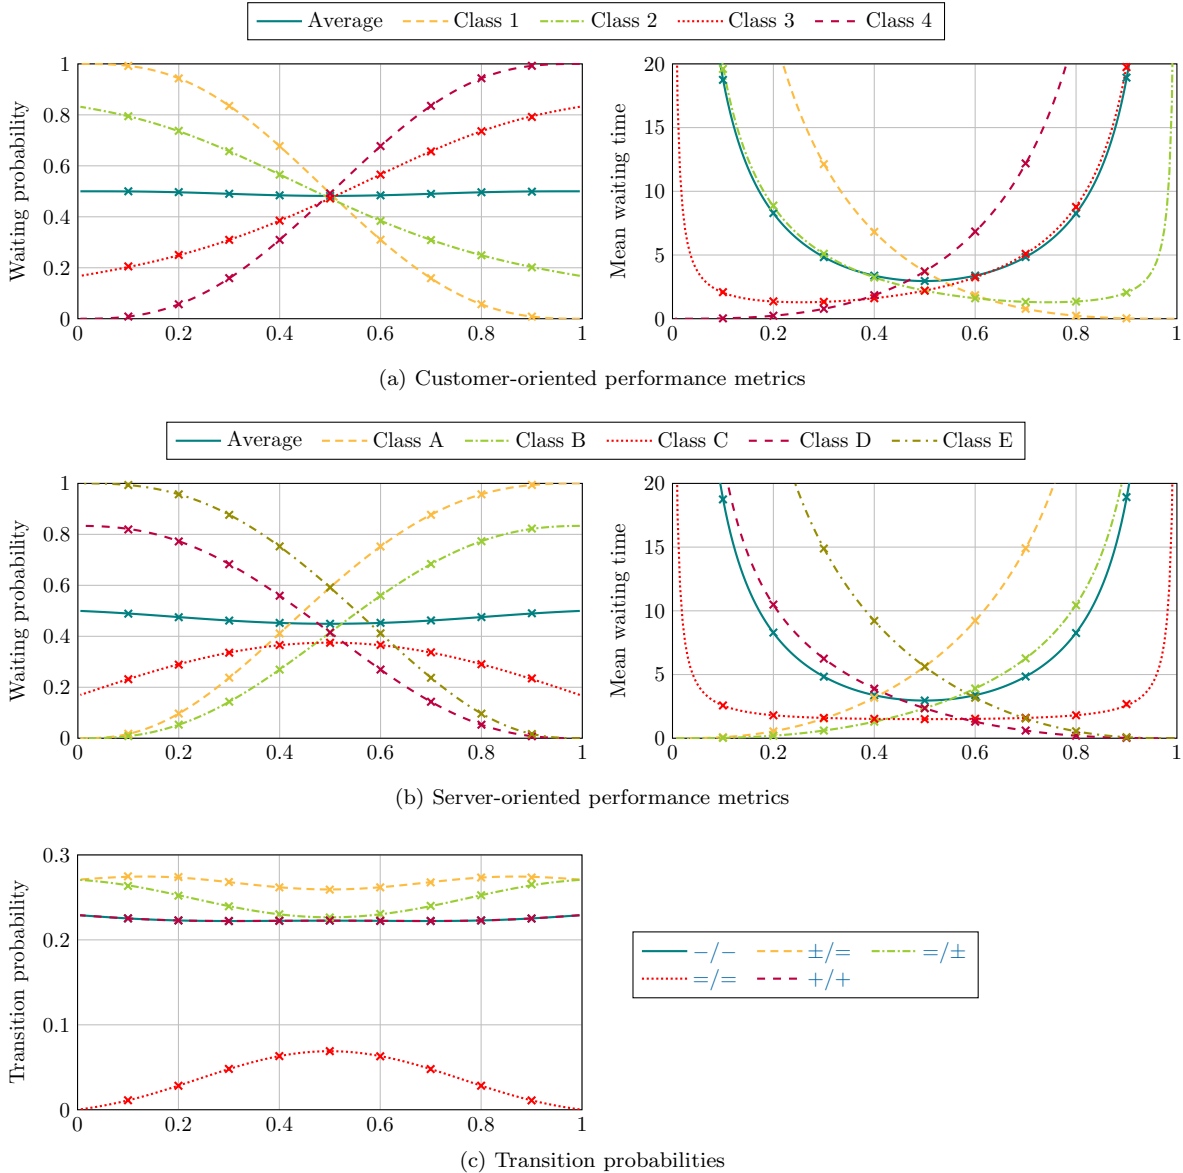 Average Class 1 Class 2 Class 3 Class 4
Waiting probability
1
0.8
0.6
0.4
0.2
0
0 0.2 0.4 0.6 0.8 1
Mean waiting time
20
15
10
5
0
0 0.2 0.4 0.6 0.8 1
(a) Customer-oriented performance metrics
Average Class A Class B Class C Class D Class E
Waiting probability
1
0.8
0.6
0.4
0.2
0
0 0.2 0.4 0.6 0.8 1
Mean waiting time
20
15
10
5
0
0 0.2 0.4 0.6 0.8 1
(b) Server-oriented performance metrics
Transition probability
0.3
0.2
0.1
0
0 0.2 0.4 0.6 0.8 1
−/− ±/= =/±
=/= +/+
(c) Transition probabilities